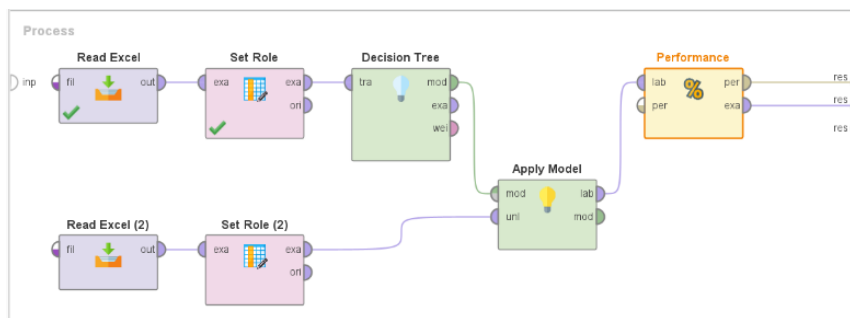 Process
Read Excel
Set Role
Decision Tree
Performance
inp
fil
out
exa
exa
ori
tra
mod
exa
wei
lab
per
per
exa
%
res
res
res
Apply Model
mod
lab
unl
mod
Read Excel (2)
Set Role (2)
fil
out
exa
exa
ori